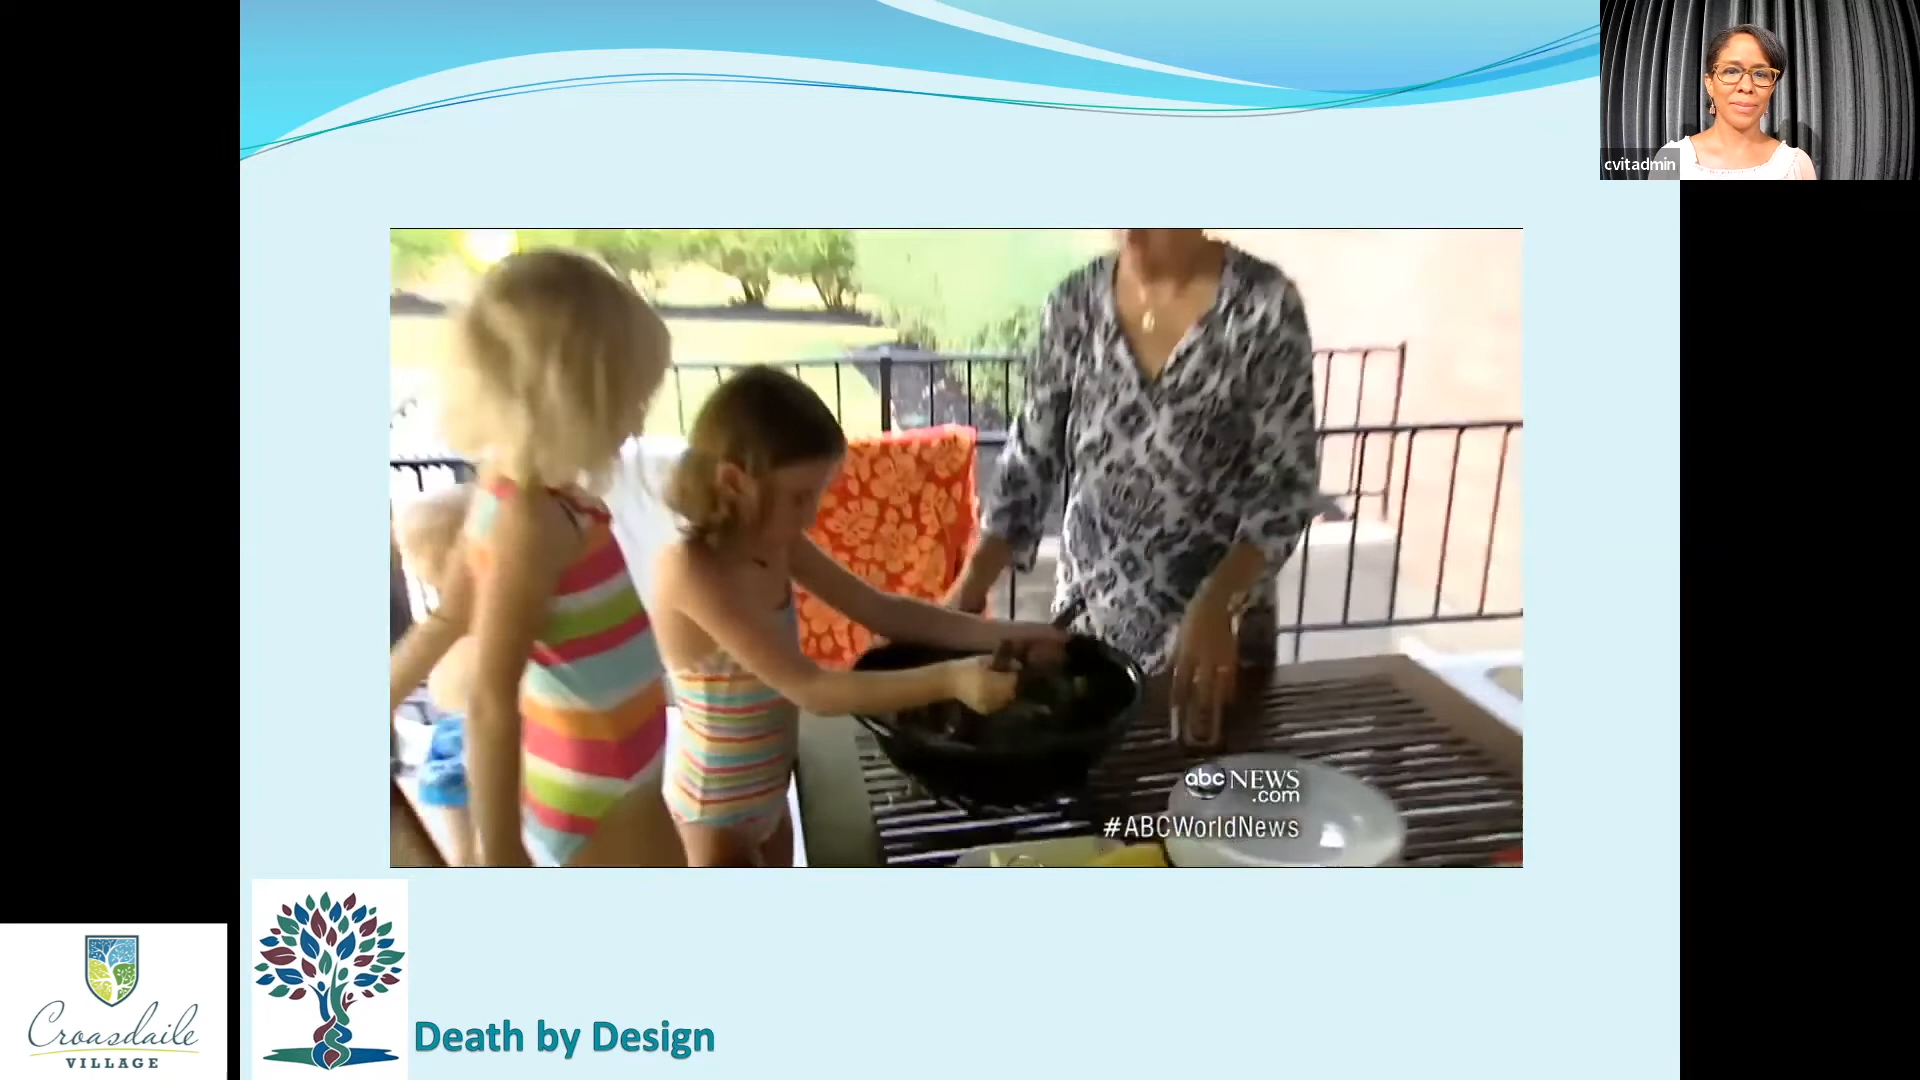 cvitadmin
abc NEWS
.com
#ABCWorldNews
Croasdaile
VILLAGE
Death by Design